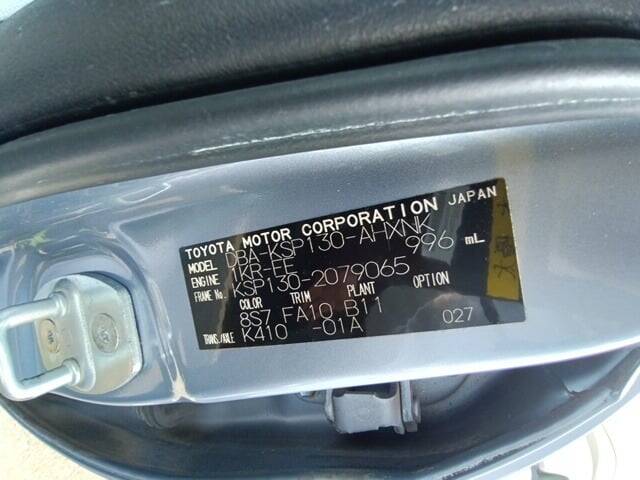 TOYOTA MOTOR CORPORATION JAPAN
MODEL DBA-KSP130-AHXNK
ENGINE 1KR-FE 996 mL
FRAME No. KSP130-2079065
COLOR TRIM PLANT OPTION
8S7 FA10 B11
TRANS./AXLE K410 -01A 027